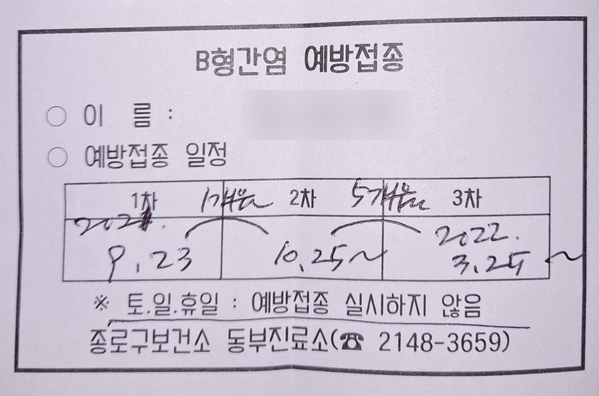 B형간염 예방접종
○ 이 름 :
○ 예방접종 일정
1차 1개월 2차 5개월 3차
2021. 9.23 10.25~ 2022. 3.25~
※ 토.일.휴일 : 예방접종 실시하지 않음
종로구보건소 동부진료소(☎ 2148-3659)